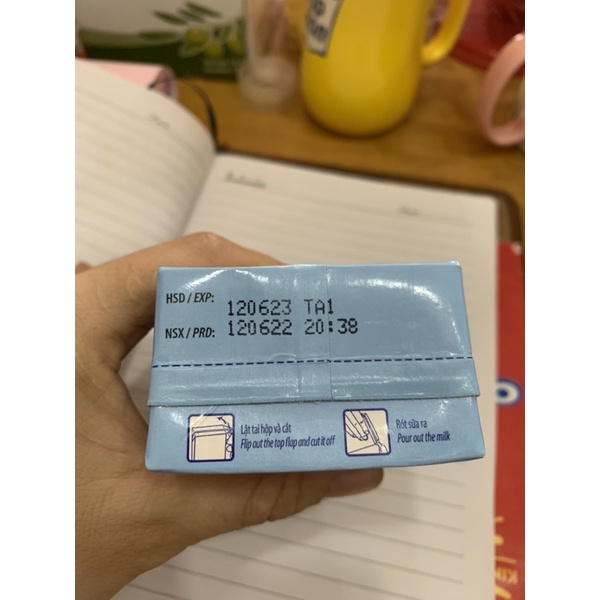 HSD / EXP: 120623 TA1
NSX / PRD: 120622 20:38
Lật tai hộp và cắt
Flip out the top flap and cut it off
Rót sữa ra
Pour out the milk